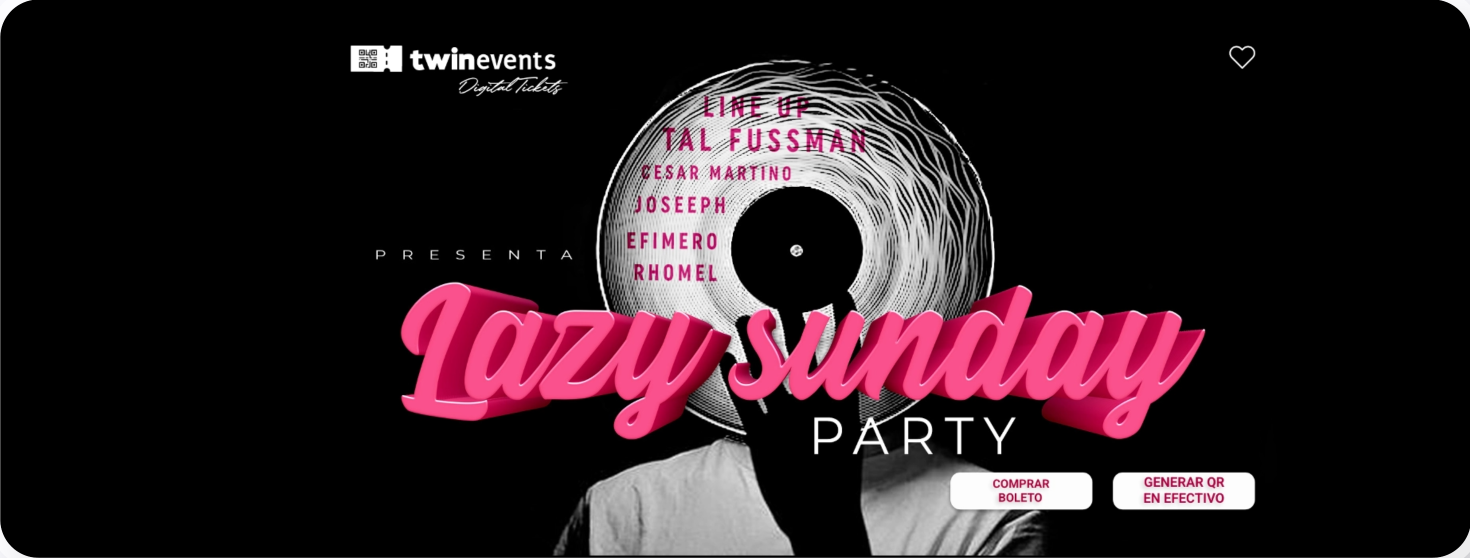 twinevents
Digital Tickets
LINE UP
TAL FUSSMAN
CESAR MARTINO
JOSEEPH
EFIMERO
RHOMEL
PRESENTA
Lazy sunday
PARTY
COMPRAR
BOLETO
GENERAR QR
EN EFECTIVO